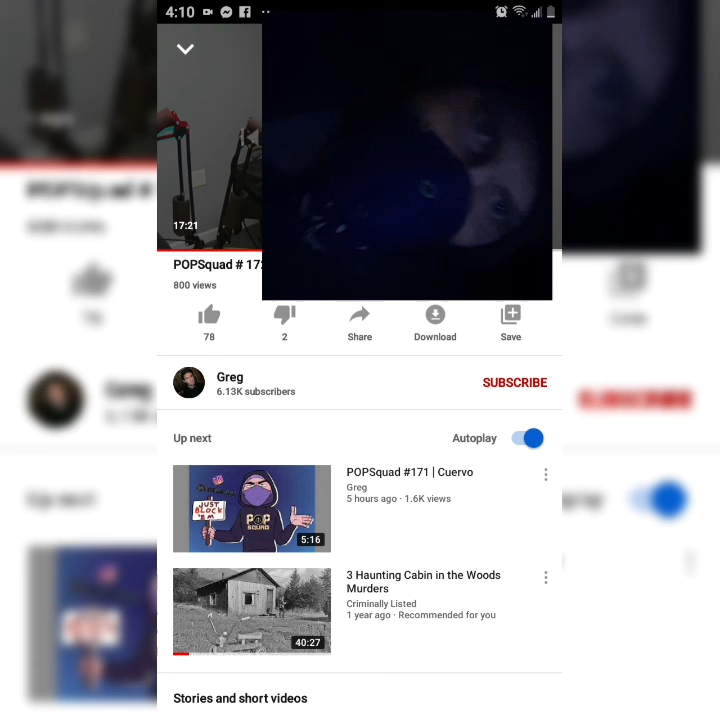 4:10
17:21
POPSquad # 17
800 views
78
2
Share
Download
Save
Greg
6.13K subscribers
SUBSCRIBE
Up next
Autoplay
JUST
BLOCK
'EM
POP
SQUAD
5:16
POPSquad #171 | Cuervo
Greg
5 hours ago · 1.6K views
40:27
3 Haunting Cabin in the Woods
Murders
Criminally Listed
1 year ago · Recommended for you
Stories and short videos